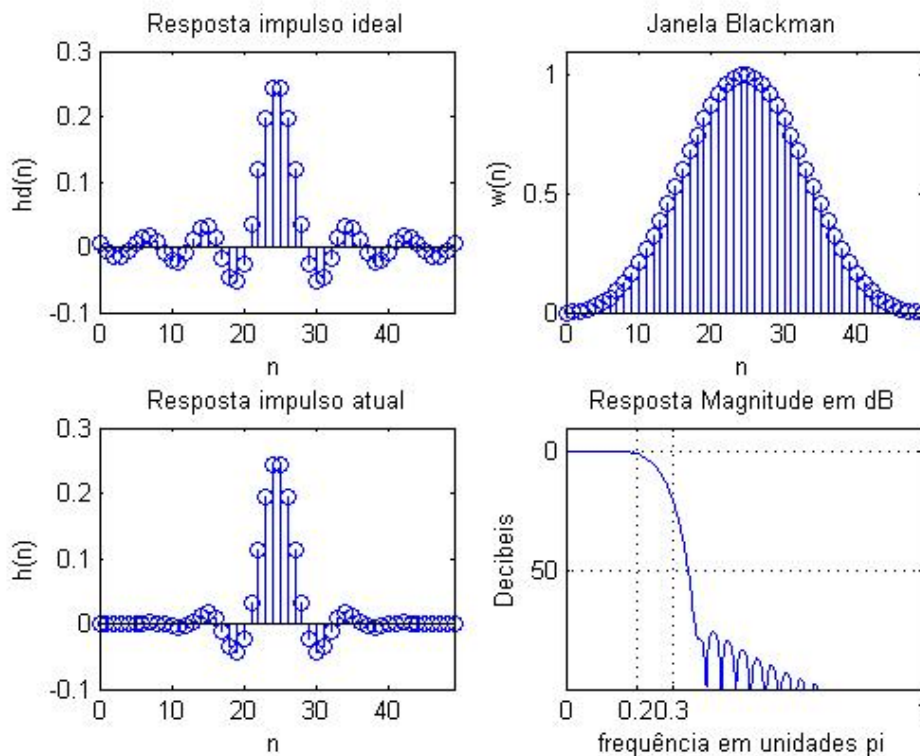 Resposta impulso ideal
0.3
0.2
0.1
0
-0.1
hd(n)
0 10 20 30 40
n
Janela Blackman
1
0.5
0
w(n)
0 10 20 30 40
n
Resposta impulso atual
0.3
0.2
0.1
0
-0.1
h(n)
0 10 20 30 40
n
Resposta Magnitude em dB
0
50
Decibeis
0 0.2 0.3
frequência em unidades pi